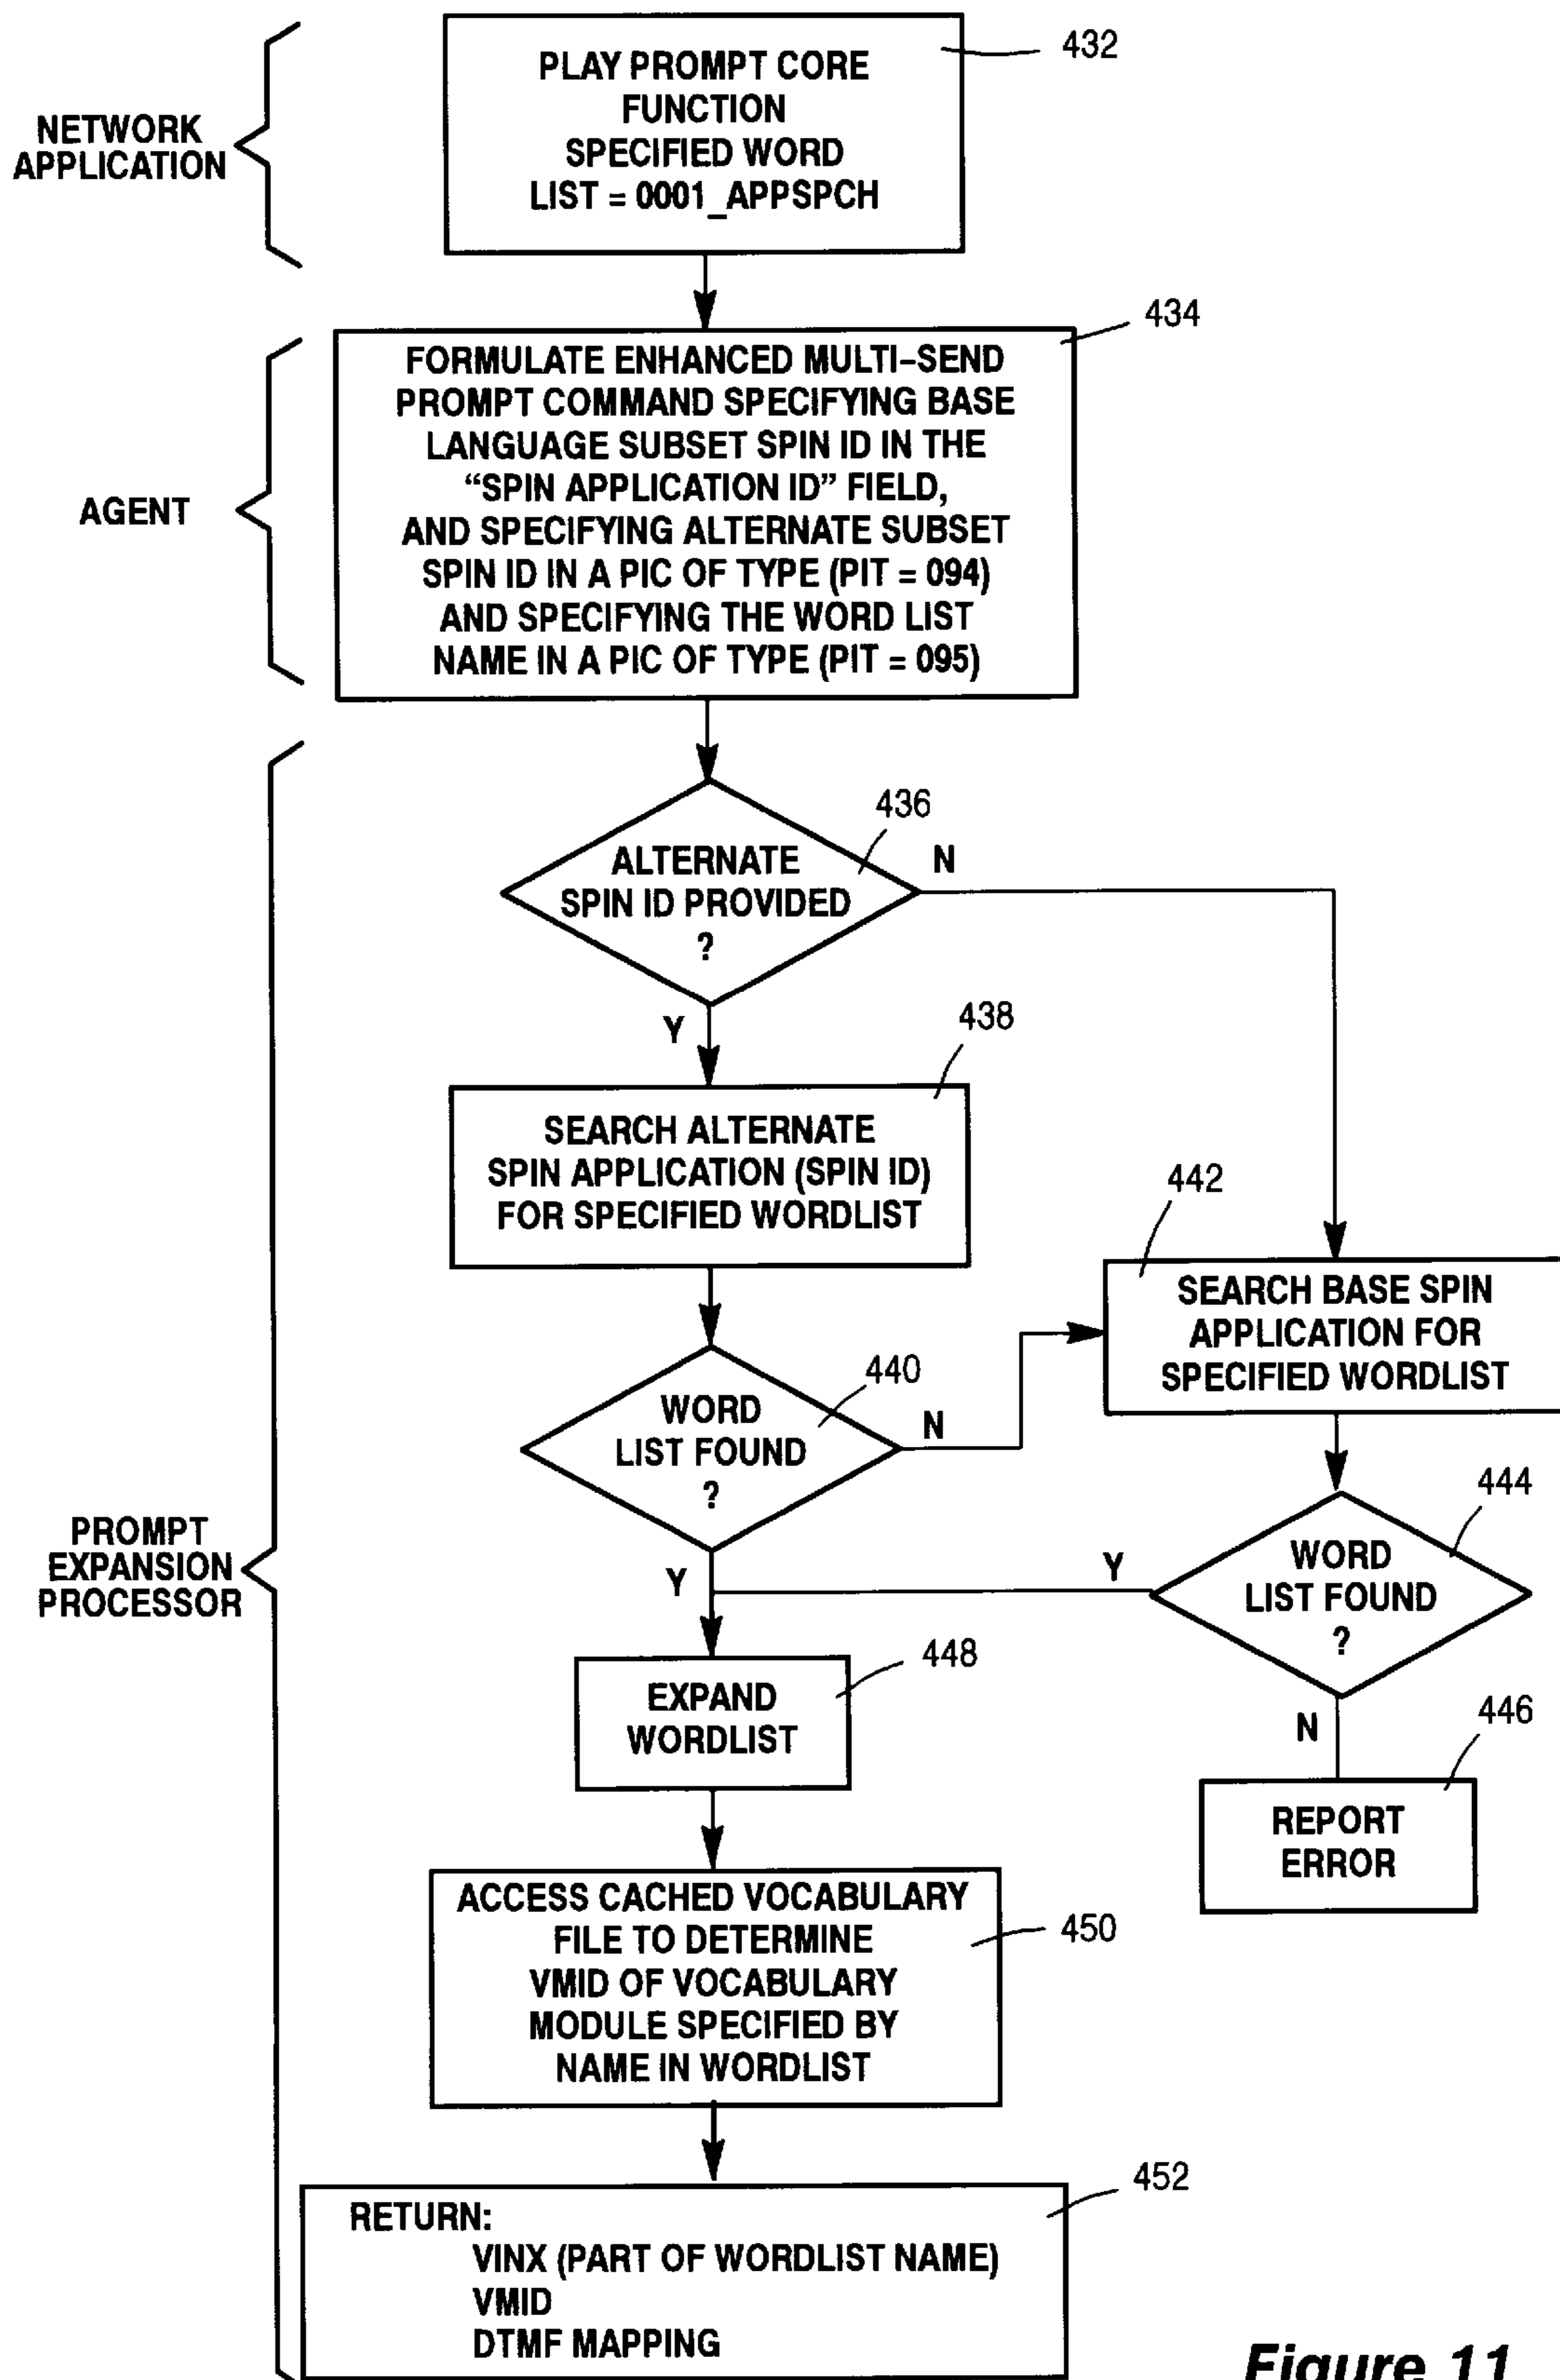 432
PLAY PROMPT CORE
FUNCTION
SPECIFIED WORD
LIST = 0001_APPSPCH
NETWORK
APPLICATION
434
FORMULATE ENHANCED MULTI–SEND
PROMPT COMMAND SPECIFYING BASE
LANGUAGE SUBSET SPIN ID IN THE
“SPIN APPLICATION ID” FIELD,
AND SPECIFYING ALTERNATE SUBSET
SPIN ID IN A PIC OF TYPE (PIT = 094)
AND SPECIFYING THE WORD LIST
NAME IN A PIC OF TYPE (PIT = 095)
AGENT
436
ALTERNATE
SPIN ID PROVIDED
?
N
Y
438
SEARCH ALTERNATE
SPIN APPLICATION (SPIN ID)
FOR SPECIFIED WORDLIST
442
SEARCH BASE SPIN
APPLICATION FOR
SPECIFIED WORDLIST
440
WORD
LIST FOUND
?
N
Y
444
WORD
LIST FOUND
?
Y
N
PROMPT
EXPANSION
PROCESSOR
448
EXPAND
WORDLIST
446
REPORT
ERROR
450
ACCESS CACHED VOCABULARY
FILE TO DETERMINE
VMID OF VOCABULARY
MODULE SPECIFIED BY
NAME IN WORDLIST
452
RETURN:
VINX (PART OF WORDLIST NAME)
VMID
DTMF MAPPING
Figure 11